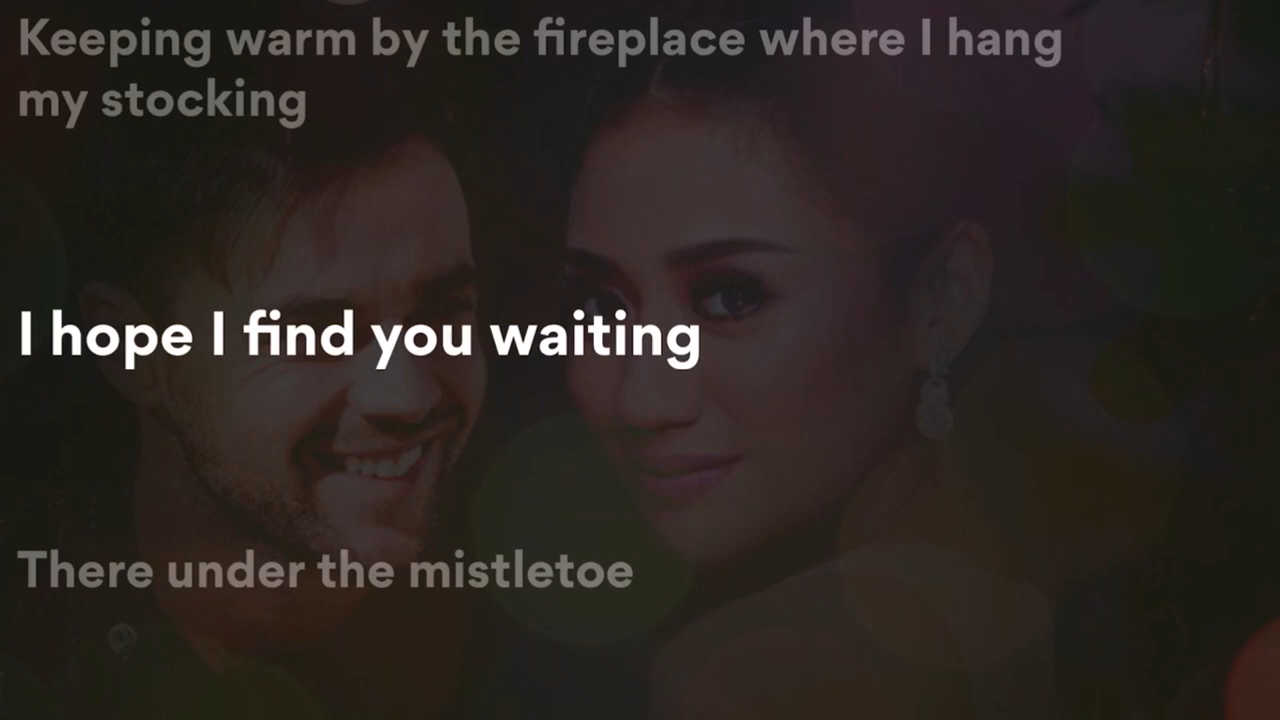 Keeping warm by the fireplace where I hang
my stocking
I hope I find you waiting
There under the mistletoe